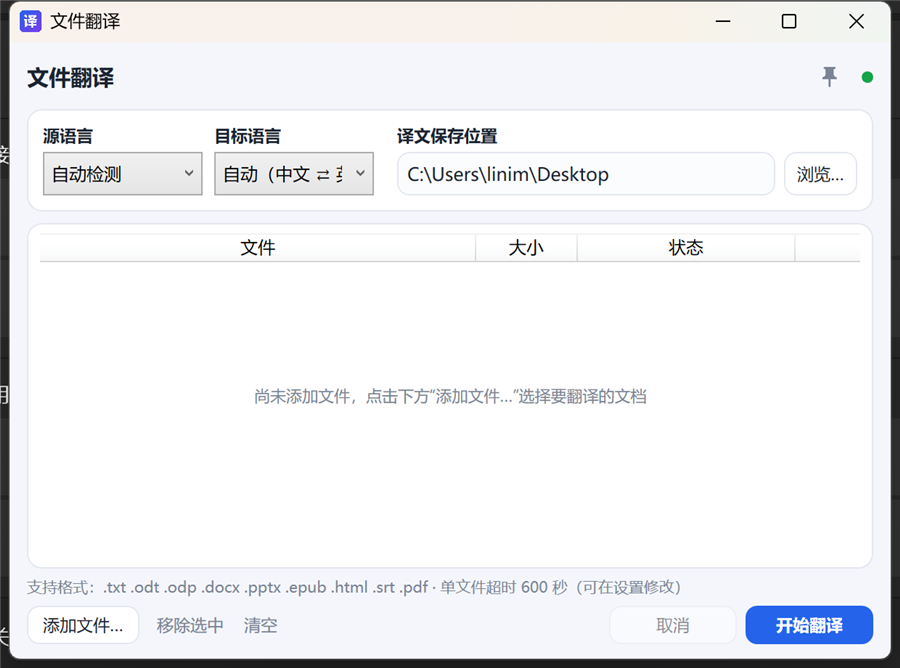 译 文件翻译
文件翻译
源语言 目标语言 译文保存位置
自动检测 自动（中文 ⇄ C:\Users\linim\Desktop 浏览...
文件 大小 状态
尚未添加文件，点击下方“添加文件...”选择要翻译的文档
支持格式：.txt .odt .odp .docx .pptx .epub .html .srt .pdf · 单文件超时 600 秒（可在设置修改）
添加文件... 移除选中 清空 取消 开始翻译